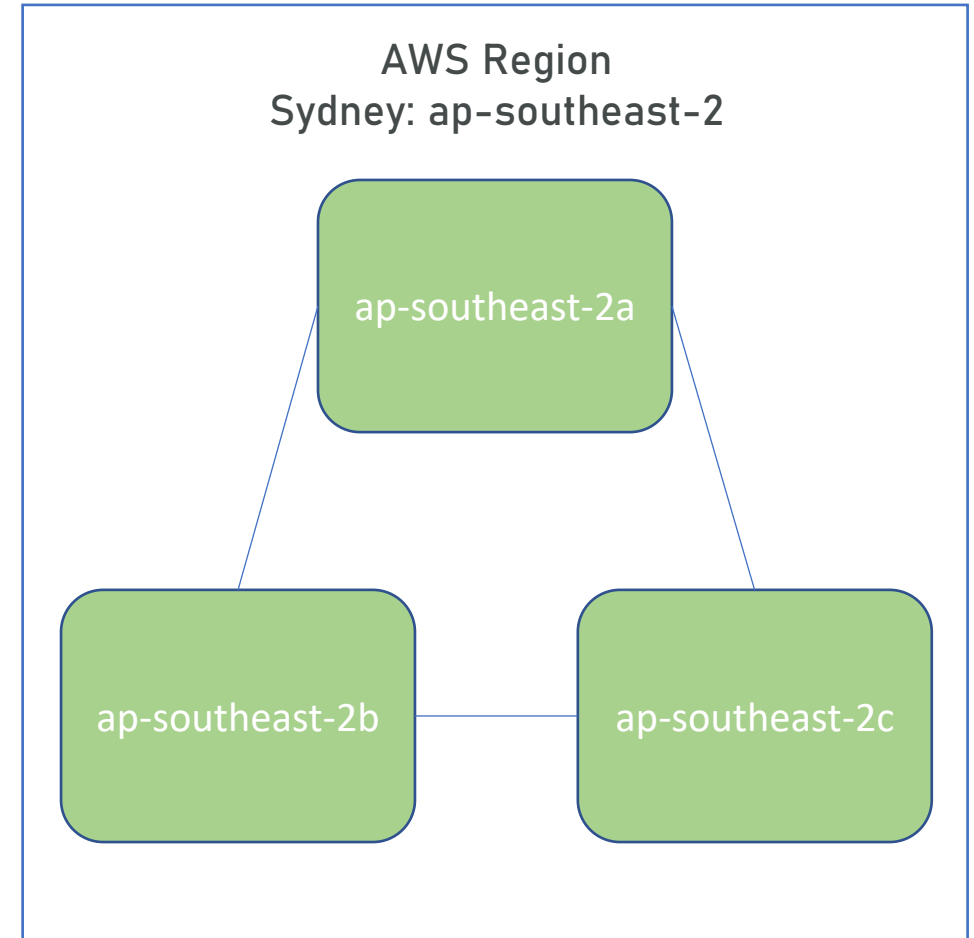 AWS Region
Sydney: ap-southeast-2
ap-southeast-2a
ap-southeast-2b
ap-southeast-2c